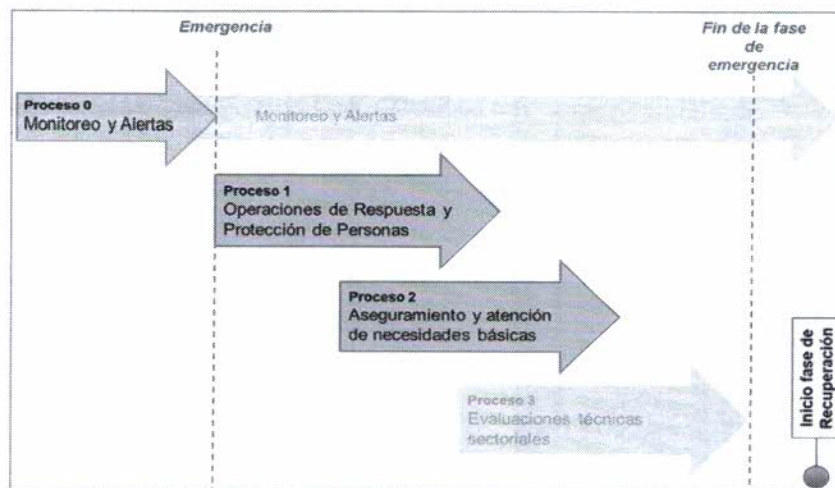 Emergencia
Fin de la fase
de
emergencia
Proceso 0
Monitoreo y Alertas
Monitoreo y Alertas
Proceso 1
Operaciones de Respuesta y
Protección de Personas
Proceso 2
Aseguramiento y atención
de necesidades básicas
Proceso 3
Evaluaciones técnicas
sectoriales
Inicio fase de
Recuperación